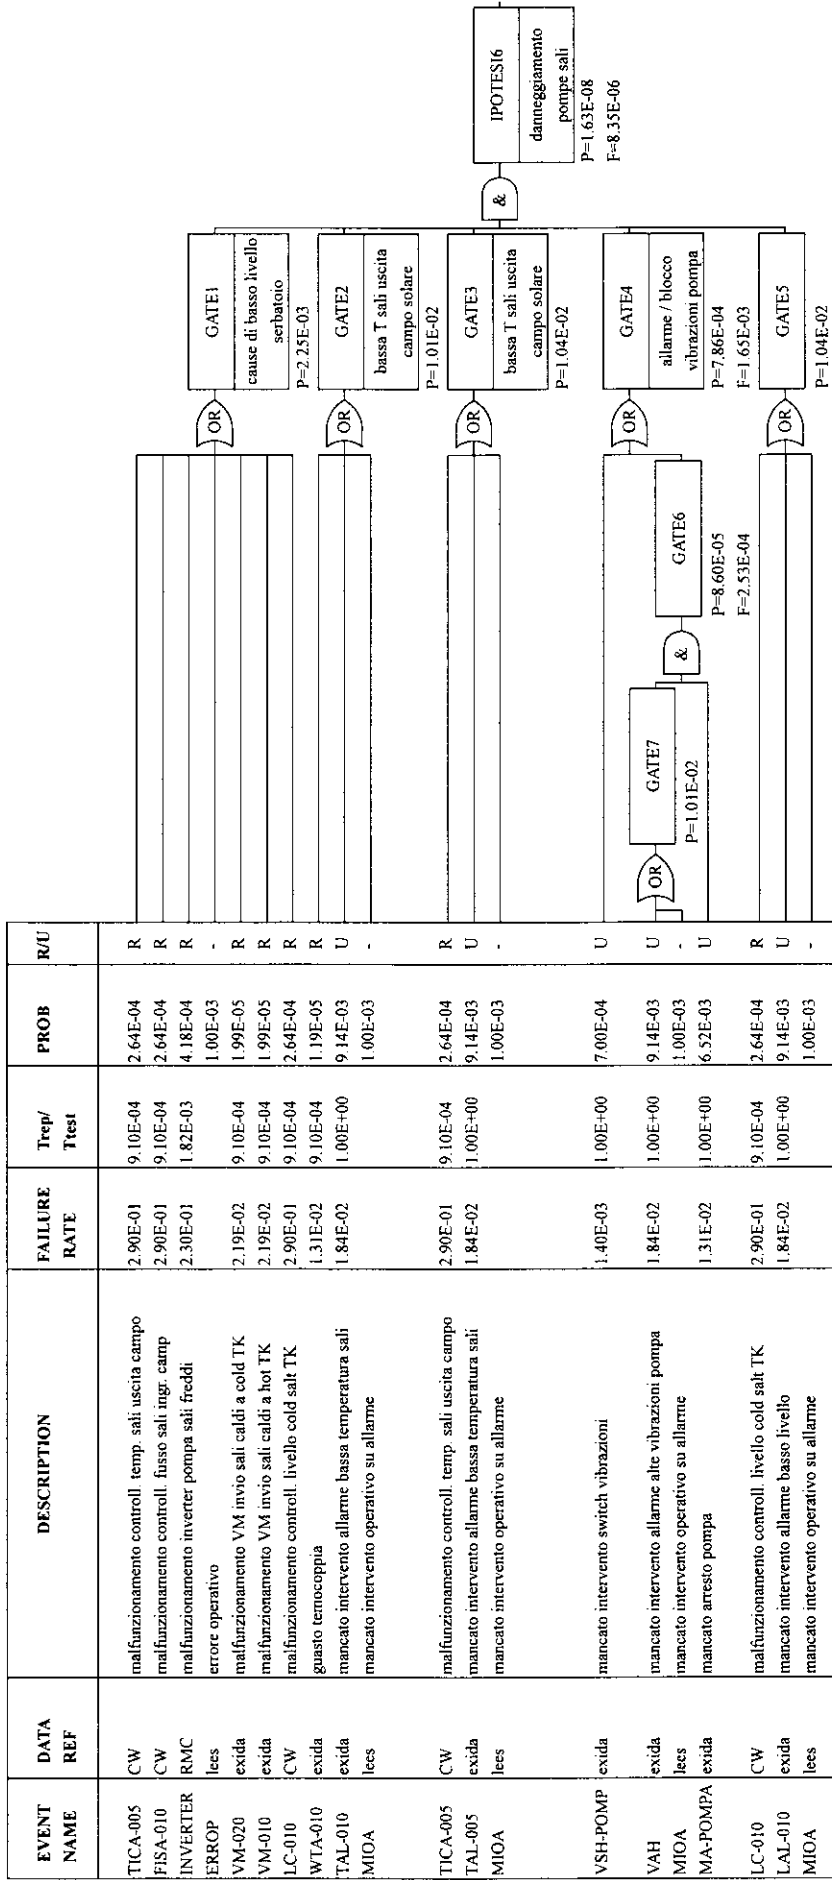 EVENT NAME DATA REF DESCRIPTION FAILURE RATE Trep/ Ttest PROB R/U
TICA-005 CW malfunzionamento controll. temp. sali uscita campo 2.90E-01 9.10E-04 2.64E-04 R
FISA-010 CW malfunzionamento controll. fusso sali ingr. camp 2.90E-01 9.10E-04 2.64E-04 R
INVERTER RMC malfunzionamento inverter pompa sali freddi 2.30E-01 1.82E-03 4.18E-04 R
ERROP lees errore operativo 1.00E-03 -
VM-020 exida malfunzionamento VM invio sali caldi a cold TK 2.19E-02 9.10E-04 1.99E-05 R
VM-010 exida malfunzionamento VM invio sali caldi a hot TK 2.19E-02 9.10E-04 1.99E-05 R
LC-010 CW malfunzionamento controll. livello cold salt TK 2.90E-01 9.10E-04 2.64E-04 R
WTA-010 exida guasto temocoppia 1.31E-02 9.10E-04 1.19E-05 R
TAL-010 exida mancato intervento allarme bassa temperatura sali 1.84E-02 1.00E+00 9.14E-03 U
MIOA lees mancato intervento operativo su allarme 1.00E-03 -
TICA-005 CW malfunzionamento controll. temp. sali uscita campo 2.90E-01 9.10E-04 2.64E-04 R
TAL-005 exida mancato intervento allarme bassa temperatura sali 1.84E-02 1.00E+00 9.14E-03 U
MIOA lees mancato intervento operativo su allarme 1.00E-03 -
VSH-POMP exida mancato intervento switch vibrazioni 1.40E-03 1.00E+00 7.00E-04 U
VAH exida mancato intervento allarme alte vibrazioni pompa 1.84E-02 1.00E+00 9.14E-03 U
MIOA lees mancato intervento operativo su allarme 1.00E-03 -
MA-POMPA exida mancato arresto pompa 1.31E-02 1.00E+00 6.52E-03 U
LC-010 CW malfunzionamento controll. livello cold salt TK 2.90E-01 9.10E-04 2.64E-04 R
LAL-010 exida mancato intervento allarme basso livello 1.84E-02 1.00E+00 9.14E-03 U
MIOA lees mancato intervento operativo su allarme 1.00E-03 -
OR
GATE7
P=1.01E-02
&
GATE6
P=8.60E-05
F=2.53E-04
OR
GATE1
cause di basso livello
serbatoio
P=2.25E-03
OR
GATE2
bassa T sali uscita
campo solare
P=1.01E-02
OR
GATE3
bassa T sali uscita
campo solare
P=1.04E-02
OR
GATE4
allarme / blocco
vibrazioni pompa
P=7.86E-04
F=1.65E-03
OR
GATE5
P=1.04E-02
&
IPOTESI6
danneggiamento
pompe sali
P=1.63E-08
F=8.35E-06